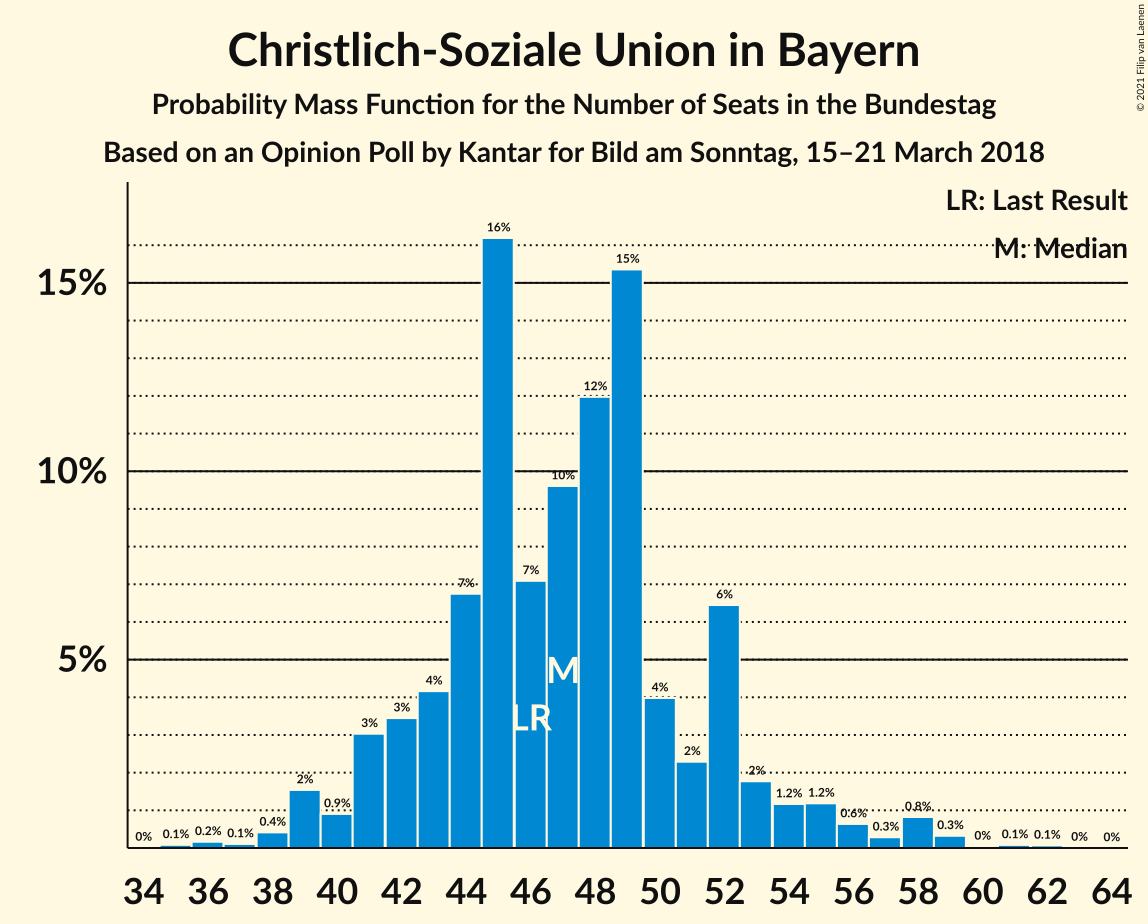 Christlich-Soziale Union in Bayern
Probability Mass Function for the Number of Seats in the Bundestag
Based on an Opinion Poll by Kantar for Bild am Sonntag, 15–21 March 2018
© 2021 Filip van Laenen
LR: Last Result
M: Median
15%
10%
5%
0% 0.1% 0.2% 0.1% 0.4% 2% 0.9% 3% 3% 4% 7% 16% 7% 10% 12% 15% 4% 2% 6% 2% 1.2% 1.2% 0.6% 0.3% 0.8% 0.3% 0% 0.1% 0.1% 0% 0%
M
LR
34 36 38 40 42 44 46 48 50 52 54 56 58 60 62 64